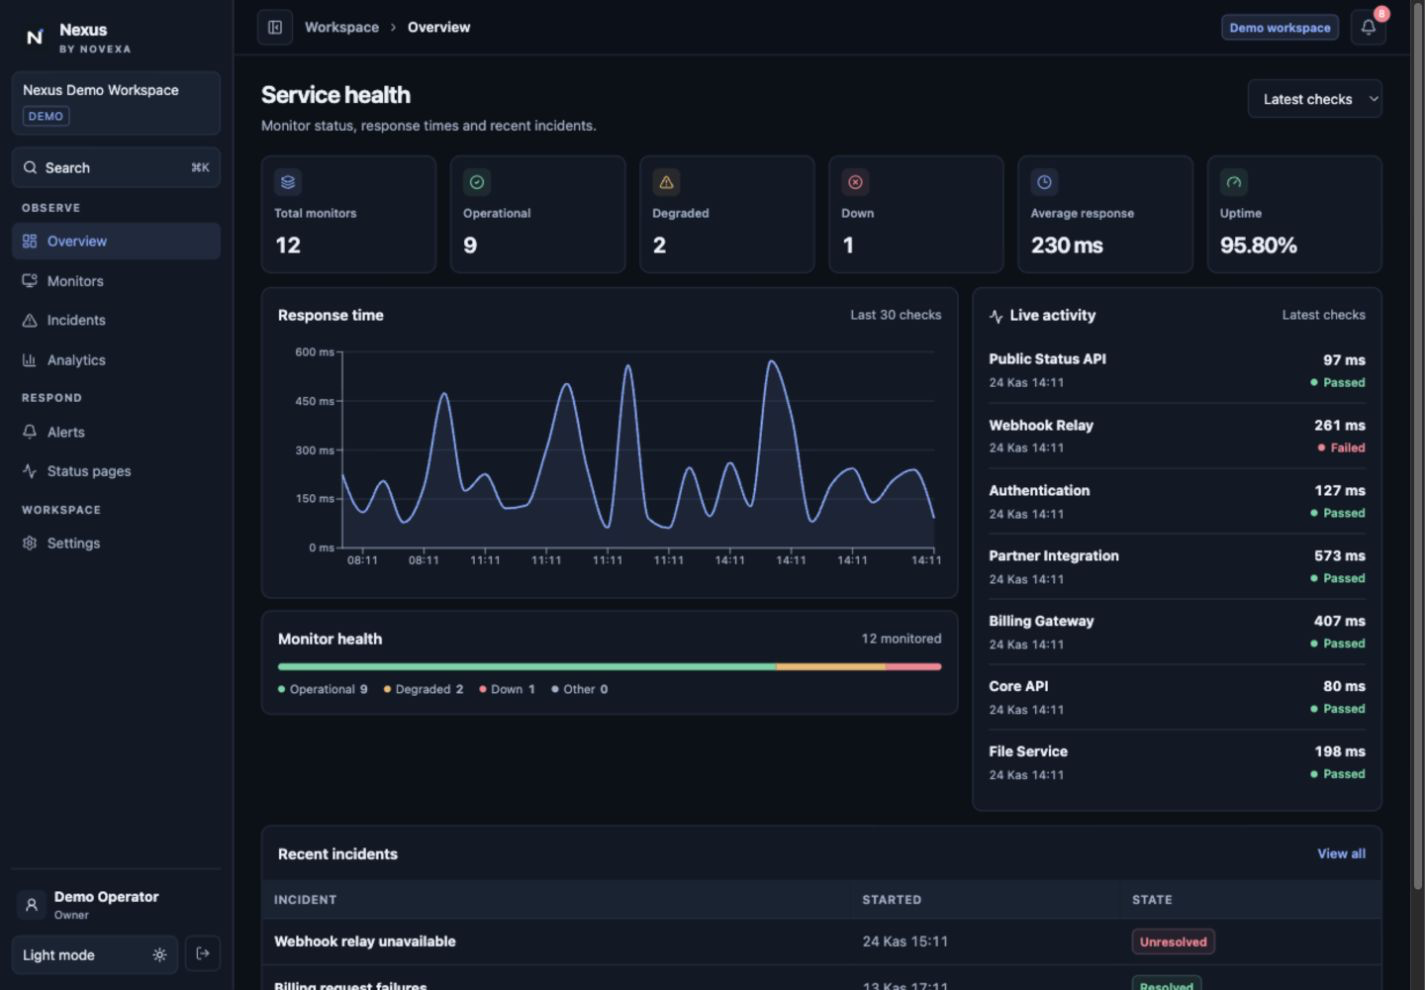 Nexus
BY NOVEXA
Nexus Demo Workspace
DEMO
Search ⌘K
OBSERVE
Overview
Monitors
Incidents
Analytics
RESPOND
Alerts
Status pages
WORKSPACE
Settings
Demo Operator
Owner
Light mode
Workspace › Overview
Demo workspace
8
Service health
Monitor status, response times and recent incidents.
Latest checks
Total monitors
12
Operational
9
Degraded
2
Down
1
Average response
230 ms
Uptime
95.80%
Response time
Last 30 checks
600 ms
450 ms
300 ms
150 ms
0 ms
08:11 08:11 11:11 11:11 11:11 11:11 14:11 14:11 14:11 14:11
Monitor health
12 monitored
Operational 9 Degraded 2 Down 1 Other 0
Live activity
Latest checks
Public Status API 97 ms
24 Kas 14:11 Passed
Webhook Relay 261 ms
24 Kas 14:11 Failed
Authentication 127 ms
24 Kas 14:11 Passed
Partner Integration 573 ms
24 Kas 14:11 Passed
Billing Gateway 407 ms
24 Kas 14:11 Passed
Core API 80 ms
24 Kas 14:11 Passed
File Service 198 ms
24 Kas 14:11 Passed
Recent incidents
View all
INCIDENT STARTED STATE
Webhook relay unavailable 24 Kas 15:11 Unresolved
Billing request failures 13 Kas 17:11 Resolved